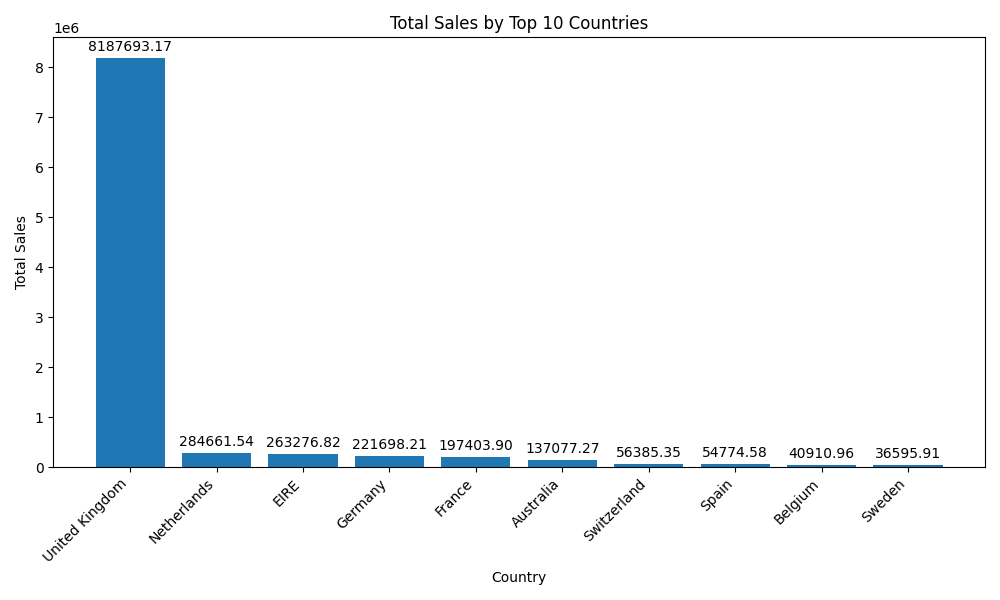 Total Sales by Top 10 Countries
1e6
8187693.17
284661.54
263276.82
221698.21
197403.90
137077.27
56385.35
54774.58
40910.96
36595.91
8
7
6
5
4
3
2
1
0
Total Sales
United Kingdom
Netherlands
EIRE
Germany
France
Australia
Switzerland
Spain
Belgium
Sweden
Country